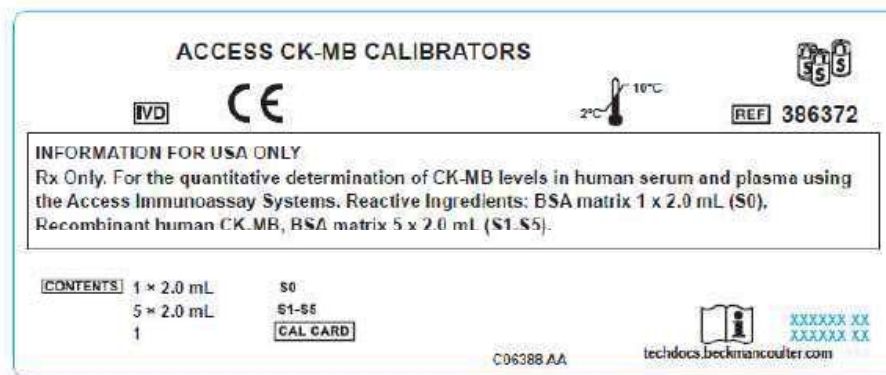 ACCESS CK-MB CALIBRATORS
S S S
10°C
2°C
IVD CE REF 386372
INFORMATION FOR USA ONLY
Rx Only. For the quantitative determination of CK-MB levels in human serum and plasma using
the Access Immunoassay Systems. Reactive Ingredients: BSA matrix 1 x 2.0 mL (S0),
Recombinant human CK-MB, BSA matrix 5 x 2.0 mL (S1-S5).
CONTENTS 1 × 2.0 mL S0
5 × 2.0 mL S1-S5
1 CAL CARD
i
XXXXXX XX
XXXXXX XX
C06388 AA techdocs.beckmancoulter.com